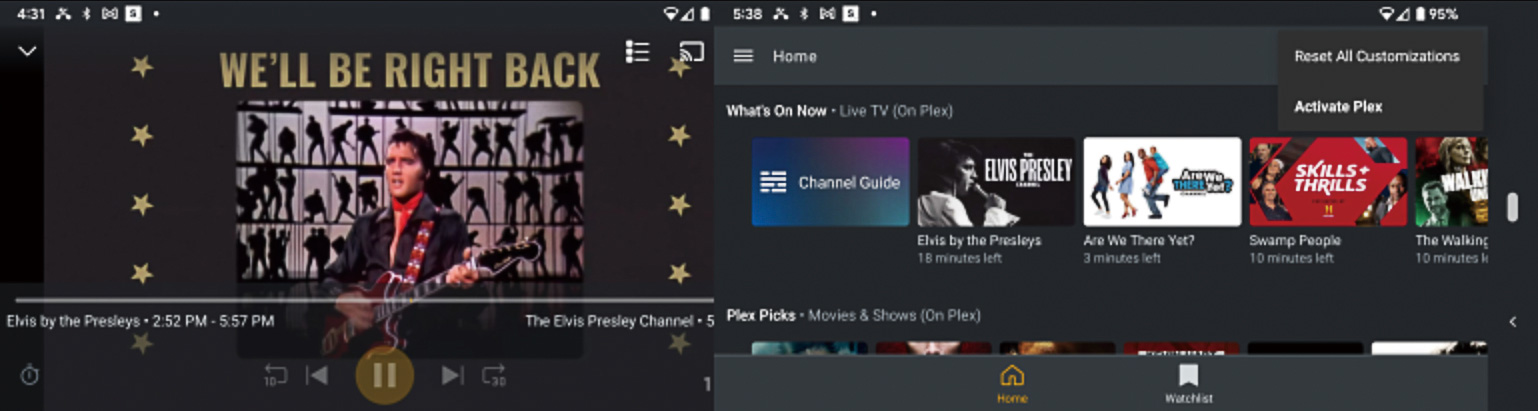 4:31
WE'LL BE RIGHT BACK
Elvis by the Presleys • 2:52 PM - 5:57 PM
The Elvis Presley Channel • 5
10
30
1
5:38
95%
Home
Reset All Customizations
Activate Plex
What's On Now • Live TV (On Plex)
Channel Guide
THE
ELVIS PRESLEY
CHANNEL
Are We
THERE Yet?
CHANNEL
SKILLS+
THRILLS
H
WALKI
Elvis by the Presleys
18 minutes left
Are We There Yet?
3 minutes left
Swamp People
10 minutes left
The Walking
10 minutes le
Plex Picks • Movies & Shows (On Plex)
Home
Watchlist